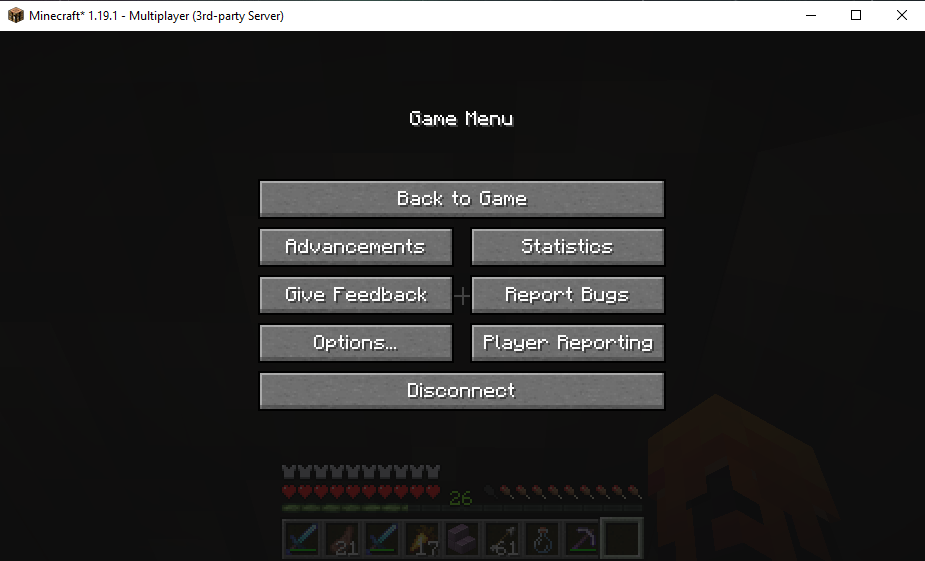 Minecraft* 1.19.1 - Multiplayer (3rd-party Server)
Game Menu
Back to Game
Advancements Statistics
Give Feedback Report Bugs
Options... Player Reporting
Disconnect
26
21 17 61